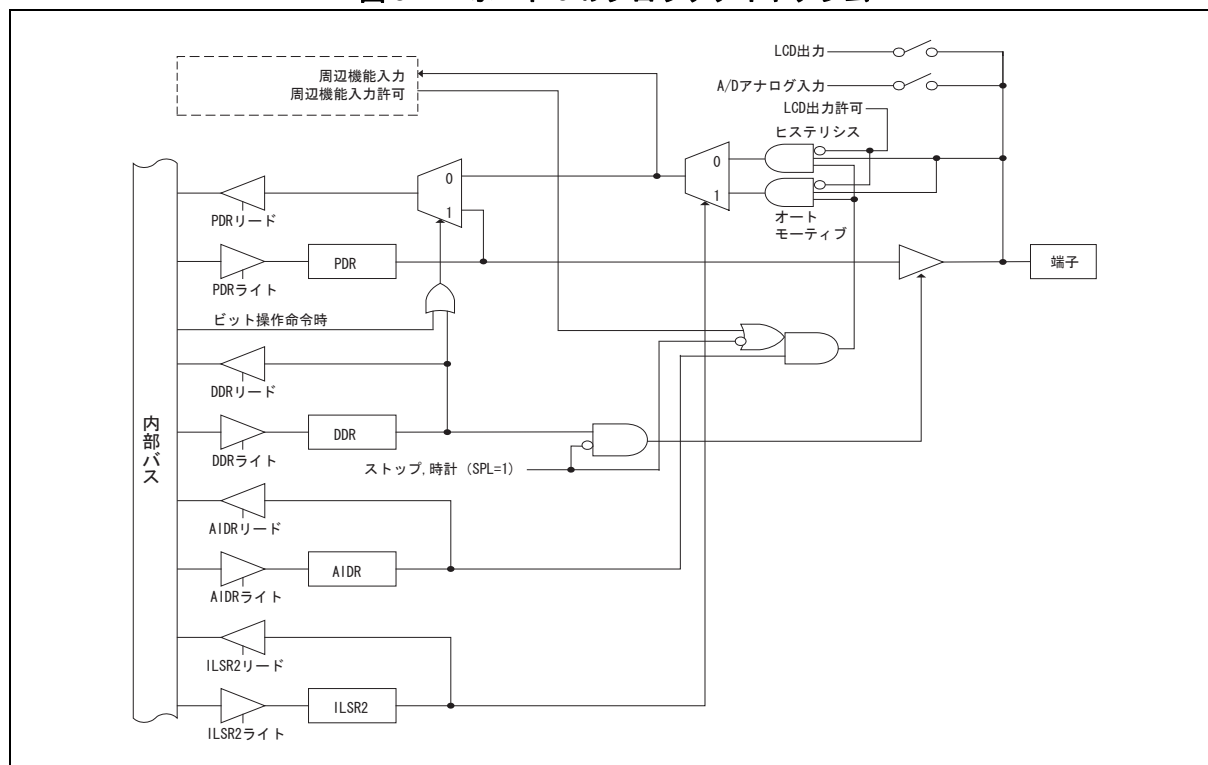 LCD出力
A/Dアナログ入力
周辺機能入力
周辺機能入力許可
LCD出力許可
ヒステリシス
0
1
オート
モーティブ
0
1
PDRリード
PDR
PDRライト
端子
ビット操作命令時
DDRリード
DDR
DDRライト
ストップ,時計 (SPL=1)
内部バス
AIDRリード
AIDR
AIDRライト
ILSR2リード
ILSR2
ILSR2ライト